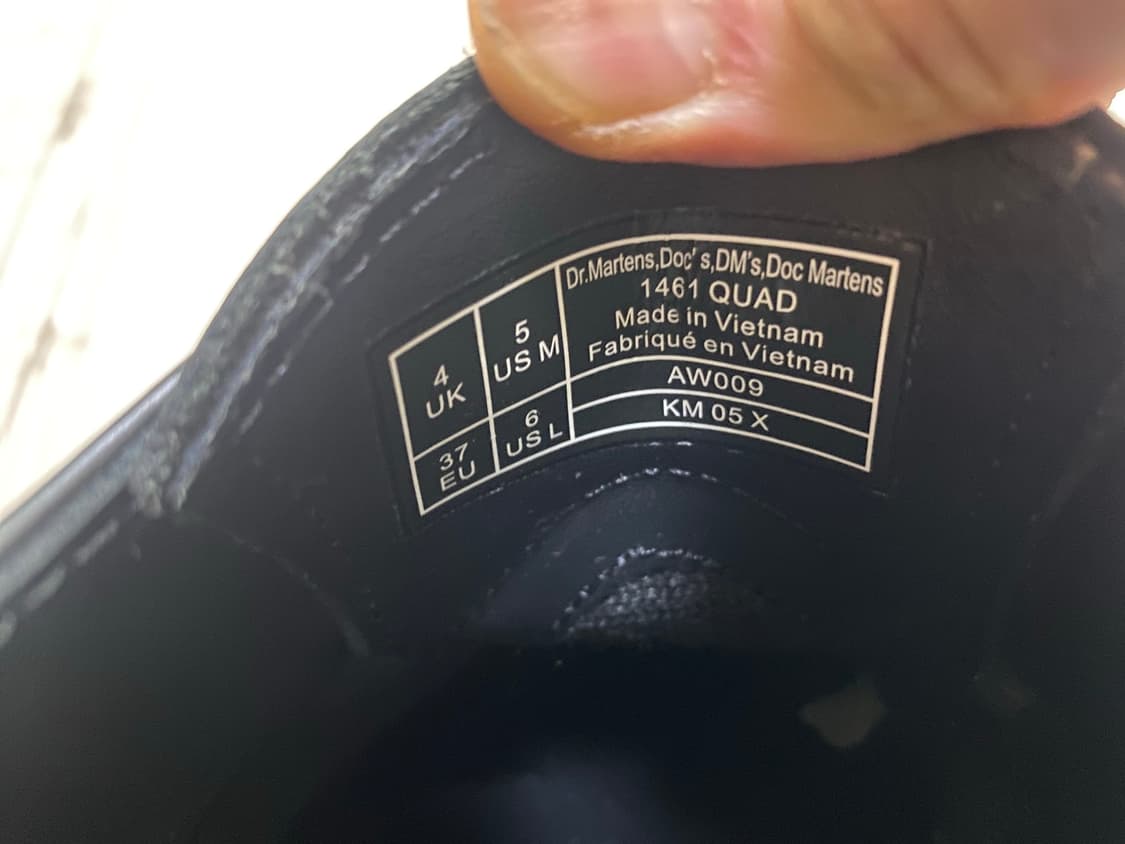 4
UK
5
US M
37
EU
6
US L
Dr.Martens,Doc's,DM's,Doc Martens
1461 QUAD
Made in Vietnam
Fabriqué en Vietnam
AW009
KM 05 X